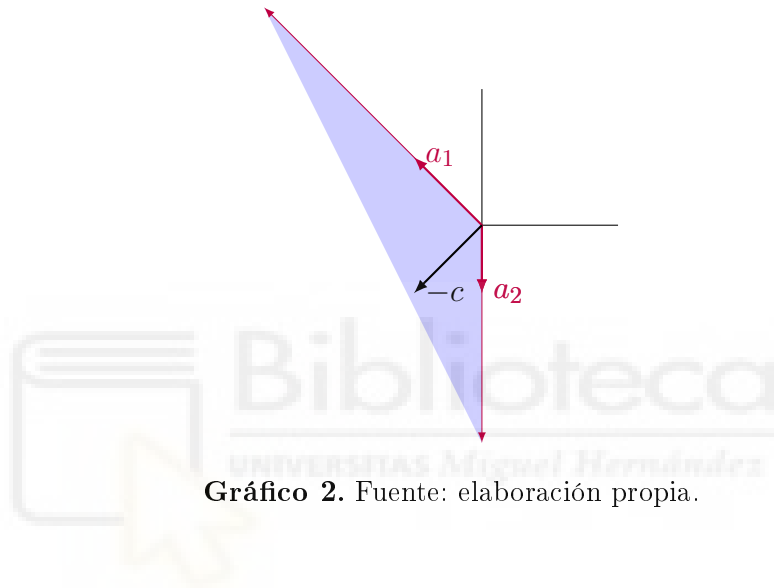 a₁
−c
a₂
Biblioteca
UNIVERSITAS Miguel Hernández
Gráfico 2. Fuente: elaboración propia.